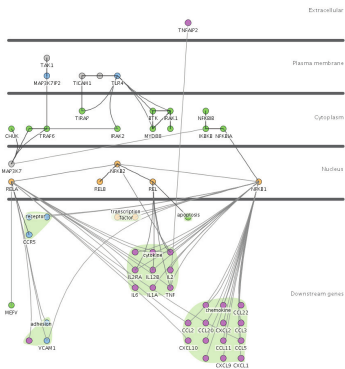 Extracellular
TNFAIP2
Plasma membrane
TAK1
MAP3K7IP2 TICAM1 TLR4
TIRAP BTK IRAK1
Cytoplasm
NFKBIB
CHUK TRAF6 IRAK2 MYD88 IKBKB NFKBIA
MAP3K7 NFKB2
Nucleus
RELA RELB REL NFKB1
receptor transcription factor apoptosis
CCR5
cytokine
IL2RA IL12B IL2
IL6 IL1A TNF
Downstream genes
MEFV chemokine CCL22
adhesion CCL2 CCL20 CXCL2 CCL3
VCAM1 CXCL10 CCL11 CCL5
CXCL9 CXCL1